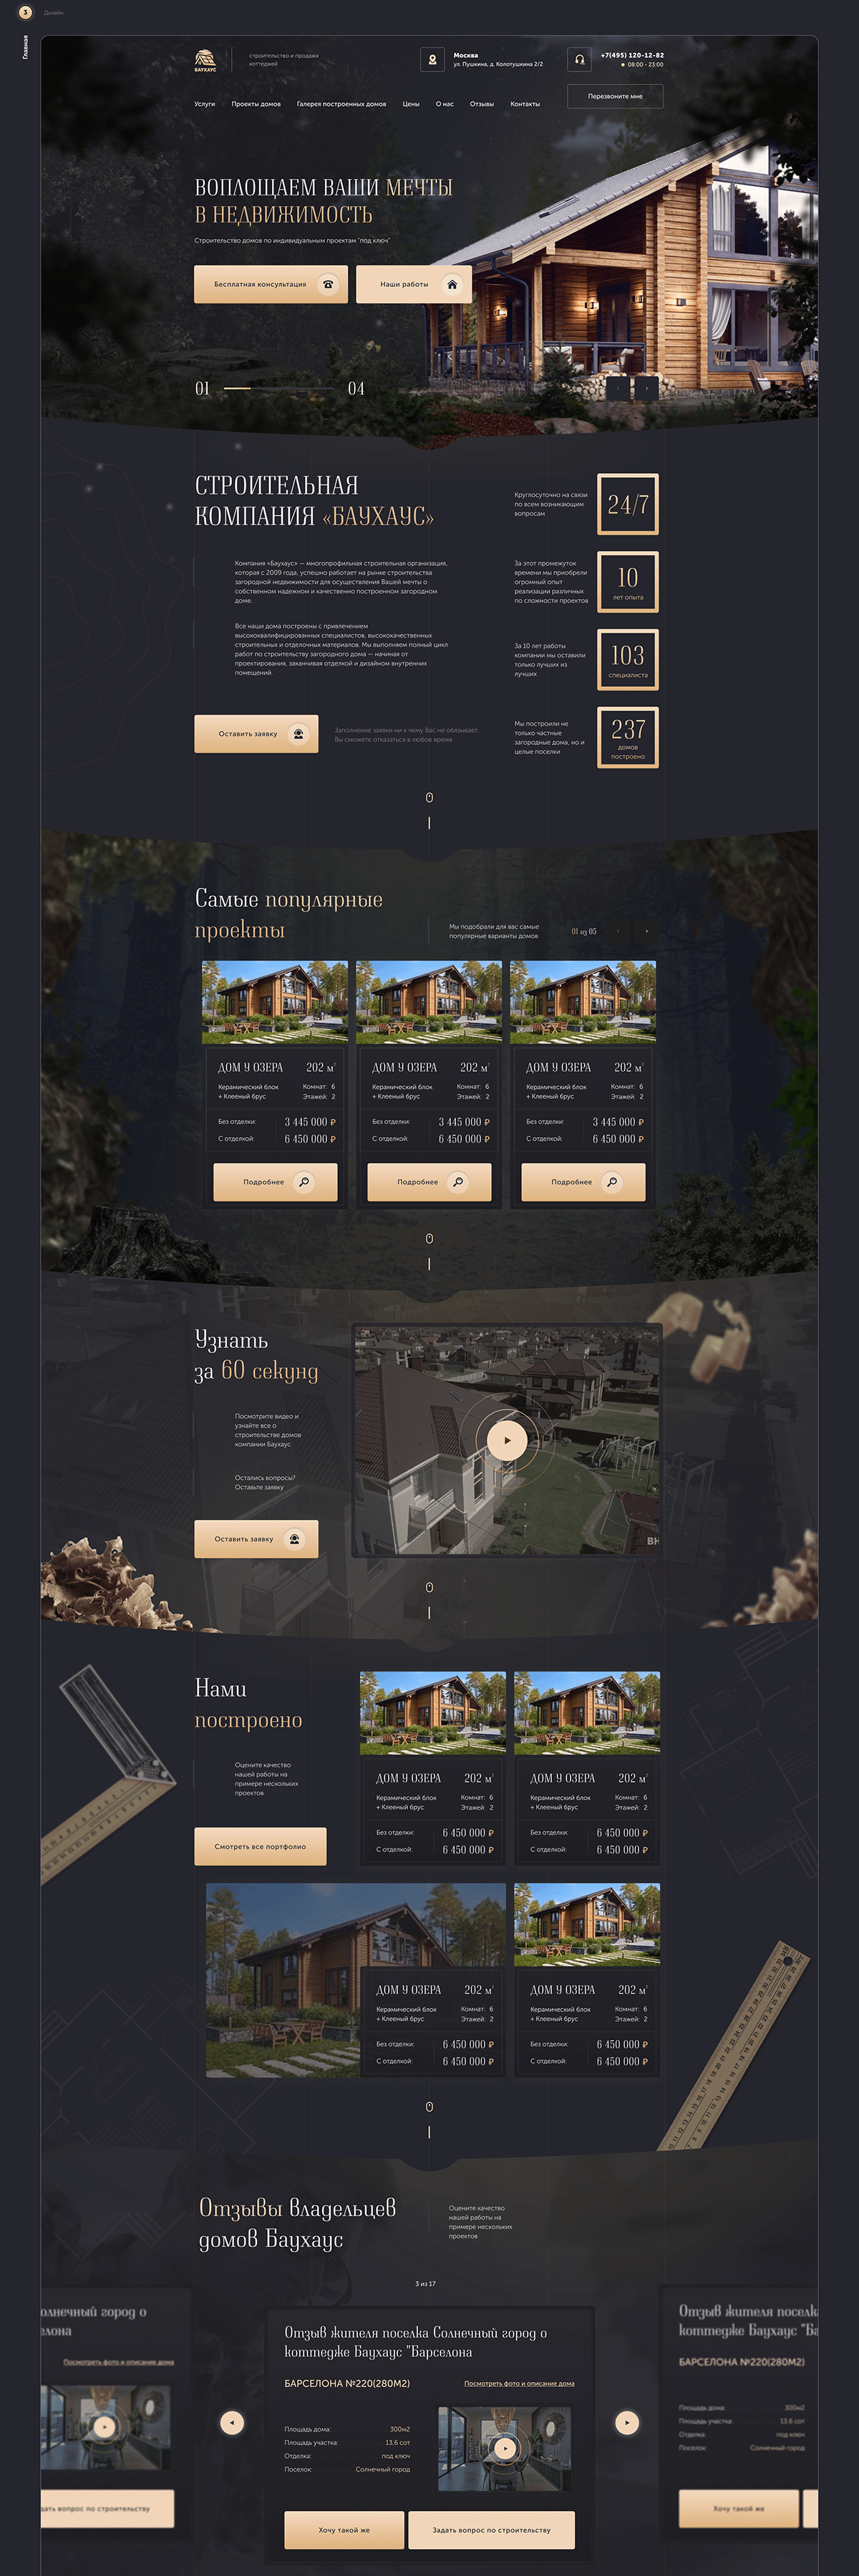 3
Дизайн
Главная
БАУХАУС
строительство и продажа
коттеджей
Москва
ул. Пушкина, д. Колотушкина 2/2
+7(495) 120-12-82
08:00 - 23:00
Перезвоните мне
Услуги
Проекты домов
Галерея построенных домов
Цены
О нас
Отзывы
Контакты
ВОПЛОЩАЕМ ВАШИ МЕЧТЫ
В НЕДВИЖИМОСТЬ
Строительство домов по индивидуальным проектам "под ключ"
Бесплатная консультация
Наши работы
01
04
СТРОИТЕЛЬНАЯ
КОМПАНИЯ «БАУХАУС»
Компания «Баухаус» — многопрофильная строительная организация,
которая с 2009 года, успешно работает на рынке строительства
загородной недвижимости для осуществления Вашей мечты о
собственном надежном и качественно построенном загородном
доме.
Все наши дома построены с привлечением
высококвалифицированных специалистов, высококачественных
строительных и отделочных материалов. Мы выполняем полный цикл
работ по строительству загородного дома — начиная от
проектирования, заканчивая отделкой и дизайном внутренних
помещений.
Оставить заявку
Заполнение заявки ни к чему Вас не обязывает.
Вы сможете отказаться в любое время
Круглосуточно на связи
по всем возникающим
вопросам
24/7
За этот промежуток
времени мы приобрели
огромный опыт
реализации различных
по сложности проектов
10
лет опыта
За 10 лет работы
компании мы оставили
только лучших из
лучших
103
специалиста
Мы построили не
только частные
загородные дома, но и
целые поселки
237
домов
построено
Самые популярные
проекты
Мы подобрали для вас самые
популярные варианты домов
01 из 05
ДОМ У ОЗЕРА 202 м²
Керамический блок
+ Клееный брус
Комнат: 6
Этажей: 2
Без отделки: 3 445 000 ₽
С отделкой: 6 450 000 ₽
Подробнее
ДОМ У ОЗЕРА 202 м²
Керамический блок
+ Клееный брус
Комнат: 6
Этажей: 2
Без отделки: 3 445 000 ₽
С отделкой: 6 450 000 ₽
Подробнее
ДОМ У ОЗЕРА 202 м²
Керамический блок
+ Клееный брус
Комнат: 6
Этажей: 2
Без отделки: 3 445 000 ₽
С отделкой: 6 450 000 ₽
Подробнее
Узнать
за 60 секунд
Посмотрите видео и
узнайте все о
строительстве домов
компании Баухаус
Остались вопросы?
Оставьте заявку
Оставить заявку
ВН
Нами
построено
Оцените качество
нашей работы на
примере нескольких
проектов
Смотреть все портфолио
ДОМ У ОЗЕРА 202 м²
Керамический блок
+ Клееный брус
Комнат: 6
Этажей: 2
Без отделки: 6 450 000 ₽
С отделкой: 6 450 000 ₽
ДОМ У ОЗЕРА 202 м²
Керамический блок
+ Клееный брус
Комнат: 6
Этажей: 2
Без отделки: 6 450 000 ₽
С отделкой: 6 450 000 ₽
ДОМ У ОЗЕРА 202 м²
Керамический блок
+ Клееный брус
Комнат: 6
Этажей: 2
Без отделки: 6 450 000 ₽
С отделкой: 6 450 000 ₽
ДОМ У ОЗЕРА 202 м²
Керамический блок
+ Клееный брус
Комнат: 6
Этажей: 2
Без отделки: 6 450 000 ₽
С отделкой: 6 450 000 ₽
Отзывы владельцев
домов Баухаус
Оцените качество
нашей работы на
примере нескольких
проектов
3 из 17
олнечный город о
елона
Посмотреть фото и описание дома
дать вопрос по строительству
Отзыв жителя поселка Солнечный город о
коттедже Баухаус "Барселона
БАРСЕЛОНА №220(280М2)
Посмотреть фото и описание дома
Площадь дома: 300м2
Площадь участка: 13,6 сот
Отделка: под ключ
Поселок: Солнечный город
Хочу такой же
Задать вопрос по строительству
Отзыв жителя поселка
коттедже Баухаус "Ба
БАРСЕЛОНА №220(280М2)
Площадь дома: 300м2
Площадь участка: 13,6 сот
Отделка: под ключ
Поселок: Солнечный город
Хочу такой же